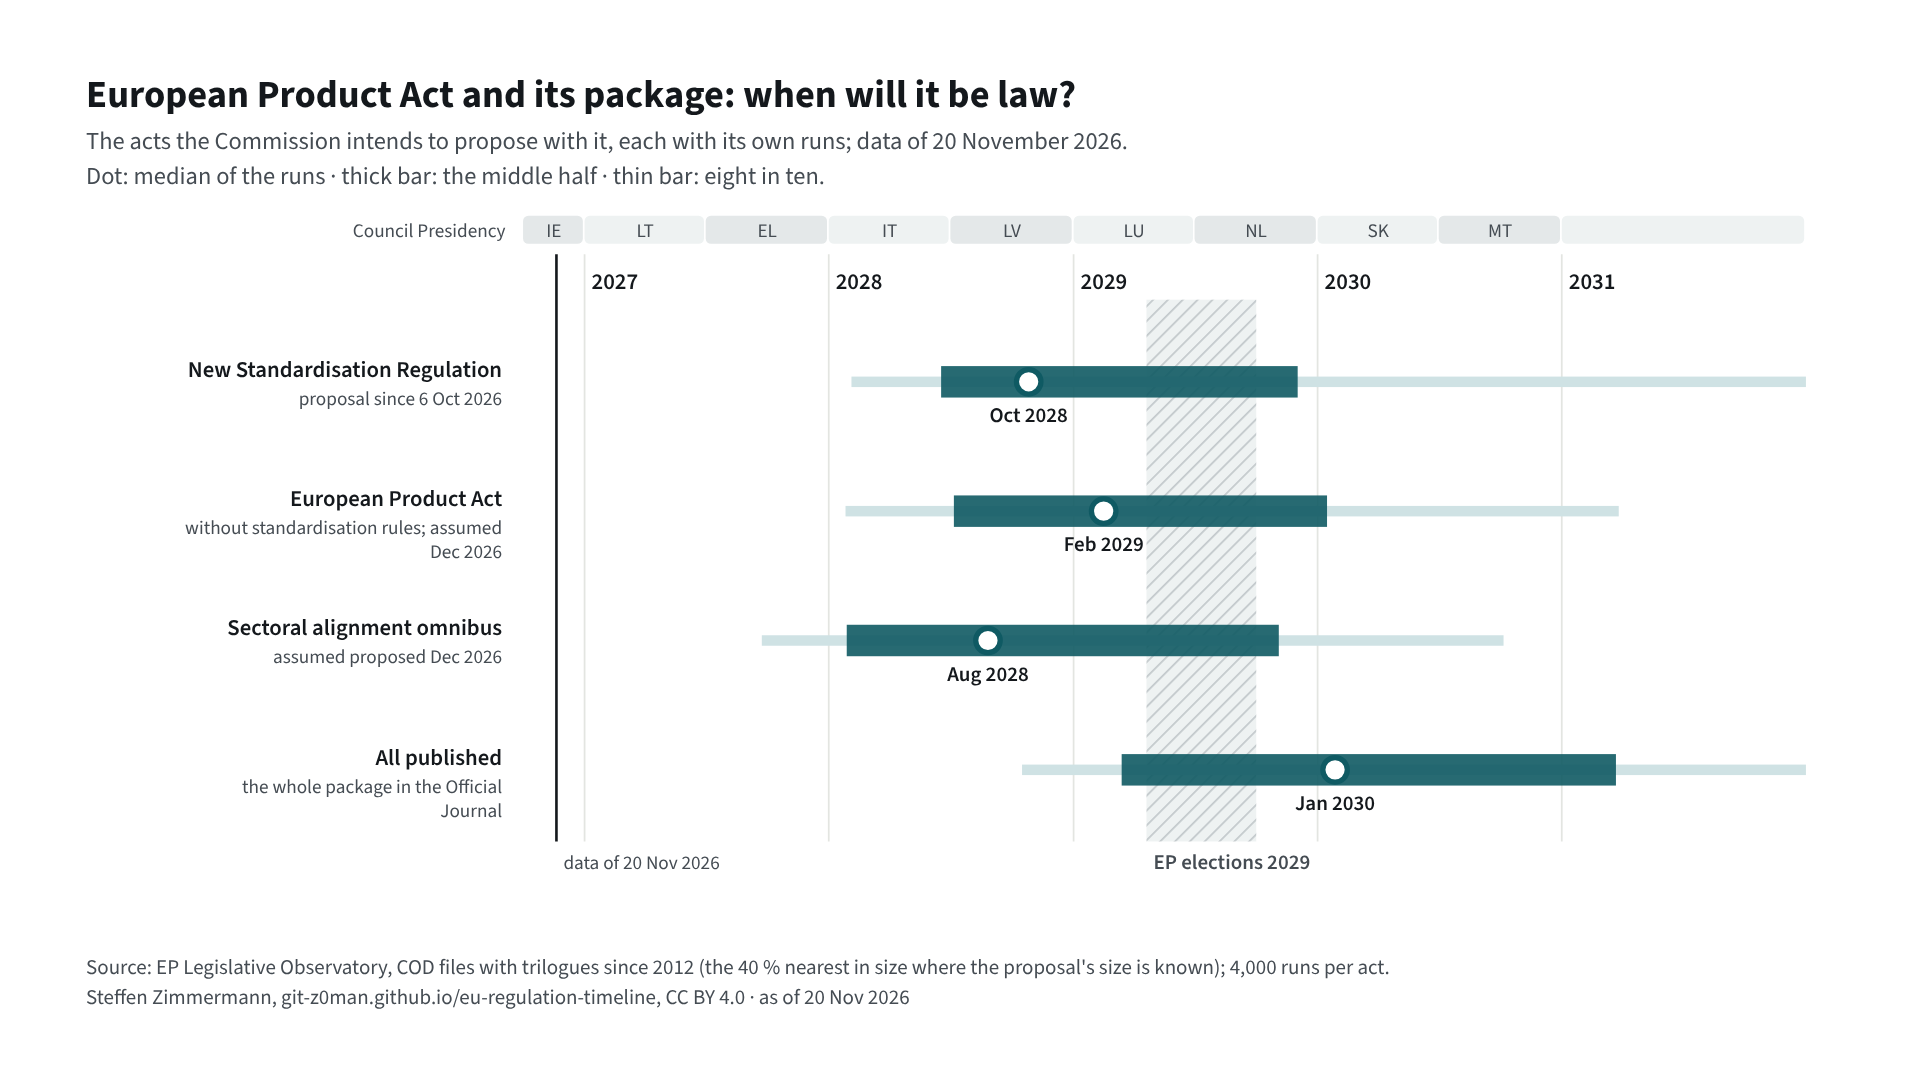 European Product Act and its package: when will it be law?
The acts the Commission intends to propose with it, each with its own runs; data of 20 November 2026.
Dot: median of the runs · thick bar: the middle half · thin bar: eight in ten.
Council Presidency IE LT EL IT LV LU NL SK MT
2027 2028 2029 2030 2031
New Standardisation Regulation
proposal since 6 Oct 2026
Oct 2028
European Product Act
without standardisation rules; assumed
Dec 2026
Feb 2029
Sectoral alignment omnibus
assumed proposed Dec 2026
Aug 2028
All published
the whole package in the Official
Journal
Jan 2030
data of 20 Nov 2026 EP elections 2029
Source: EP Legislative Observatory, COD files with trilogues since 2012 (the 40 % nearest in size where the proposal's size is known); 4,000 runs per act.
Steffen Zimmermann, git-z0man.github.io/eu-regulation-timeline, CC BY 4.0 · as of 20 Nov 2026